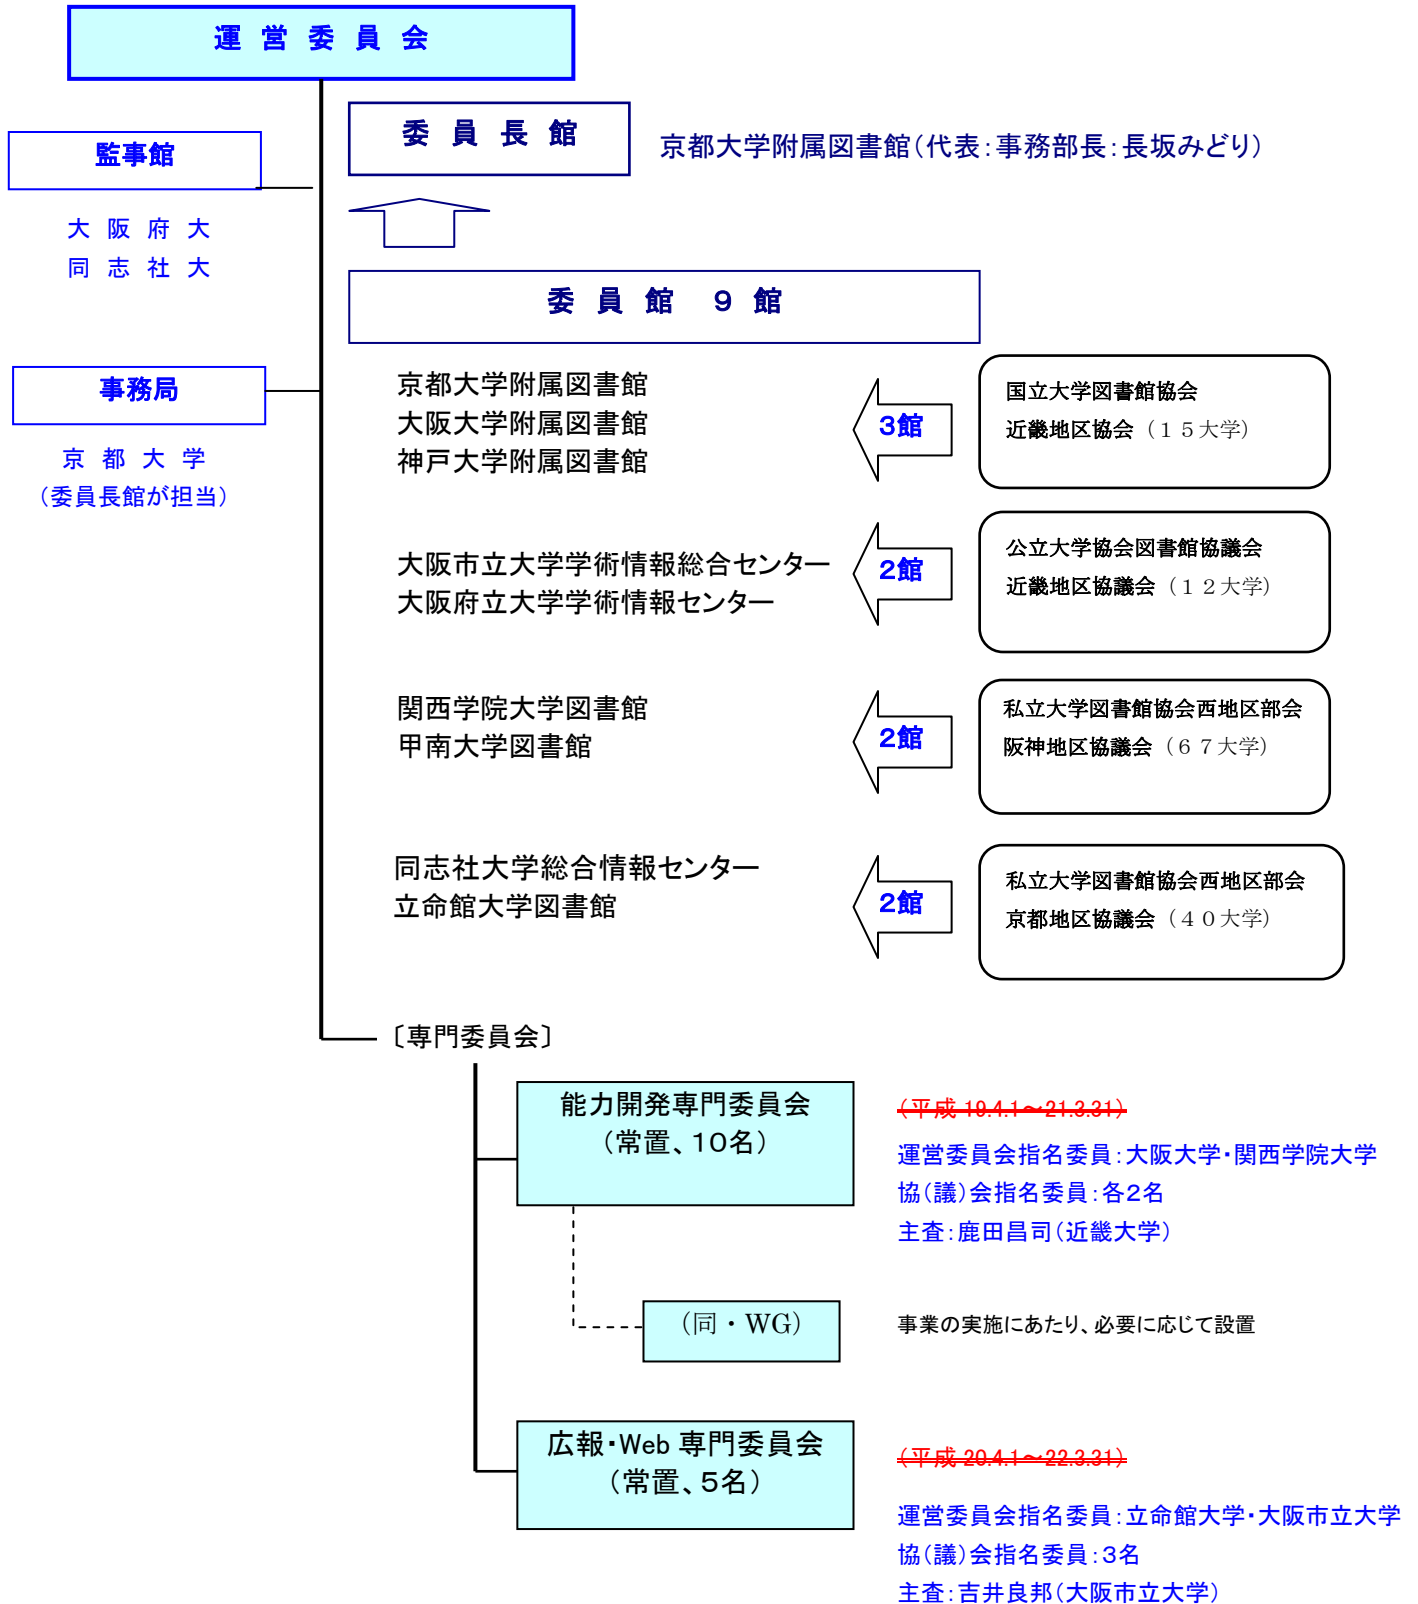 運 営 委 員 会
委 員 長 館
京都大学附属図書館（代表：事務部長：長坂みどり）
監事館
大 阪 府 大
同 志 社 大
委 員 館 ９ 館
事務局
京 都 大 学
（委員長館が担当）
京都大学附属図書館
大阪大学附属図書館
神戸大学附属図書館
３館
国立大学図書館協会
近畿地区協会（１５大学）
大阪市立大学学術情報総合センター
大阪府立大学学術情報センター
２館
公立大学協会図書館協議会
近畿地区協議会（１２大学）
関西学院大学図書館
甲南大学図書館
２館
私立大学図書館協会西地区部会
阪神地区協議会（６７大学）
同志社大学総合情報センター
立命館大学図書館
２館
私立大学図書館協会西地区部会
京都地区協議会（４０大学）
〔専門委員会〕
能力開発専門委員会
（常置、１０名）
（平成 19.4.1～21.3.31）
運営委員会指名委員：大阪大学・関西学院大学
協（議）会指名委員：各２名
主査：鹿田昌司（近畿大学）
（同・WG）
事業の実施にあたり、必要に応じて設置
広報・Web 専門委員会
（常置、５名）
（平成 20.4.1～22.3.31）
運営委員会指名委員：立命館大学・大阪市立大学
協（議）会指名委員：３名
主査：吉井良邦（大阪市立大学）